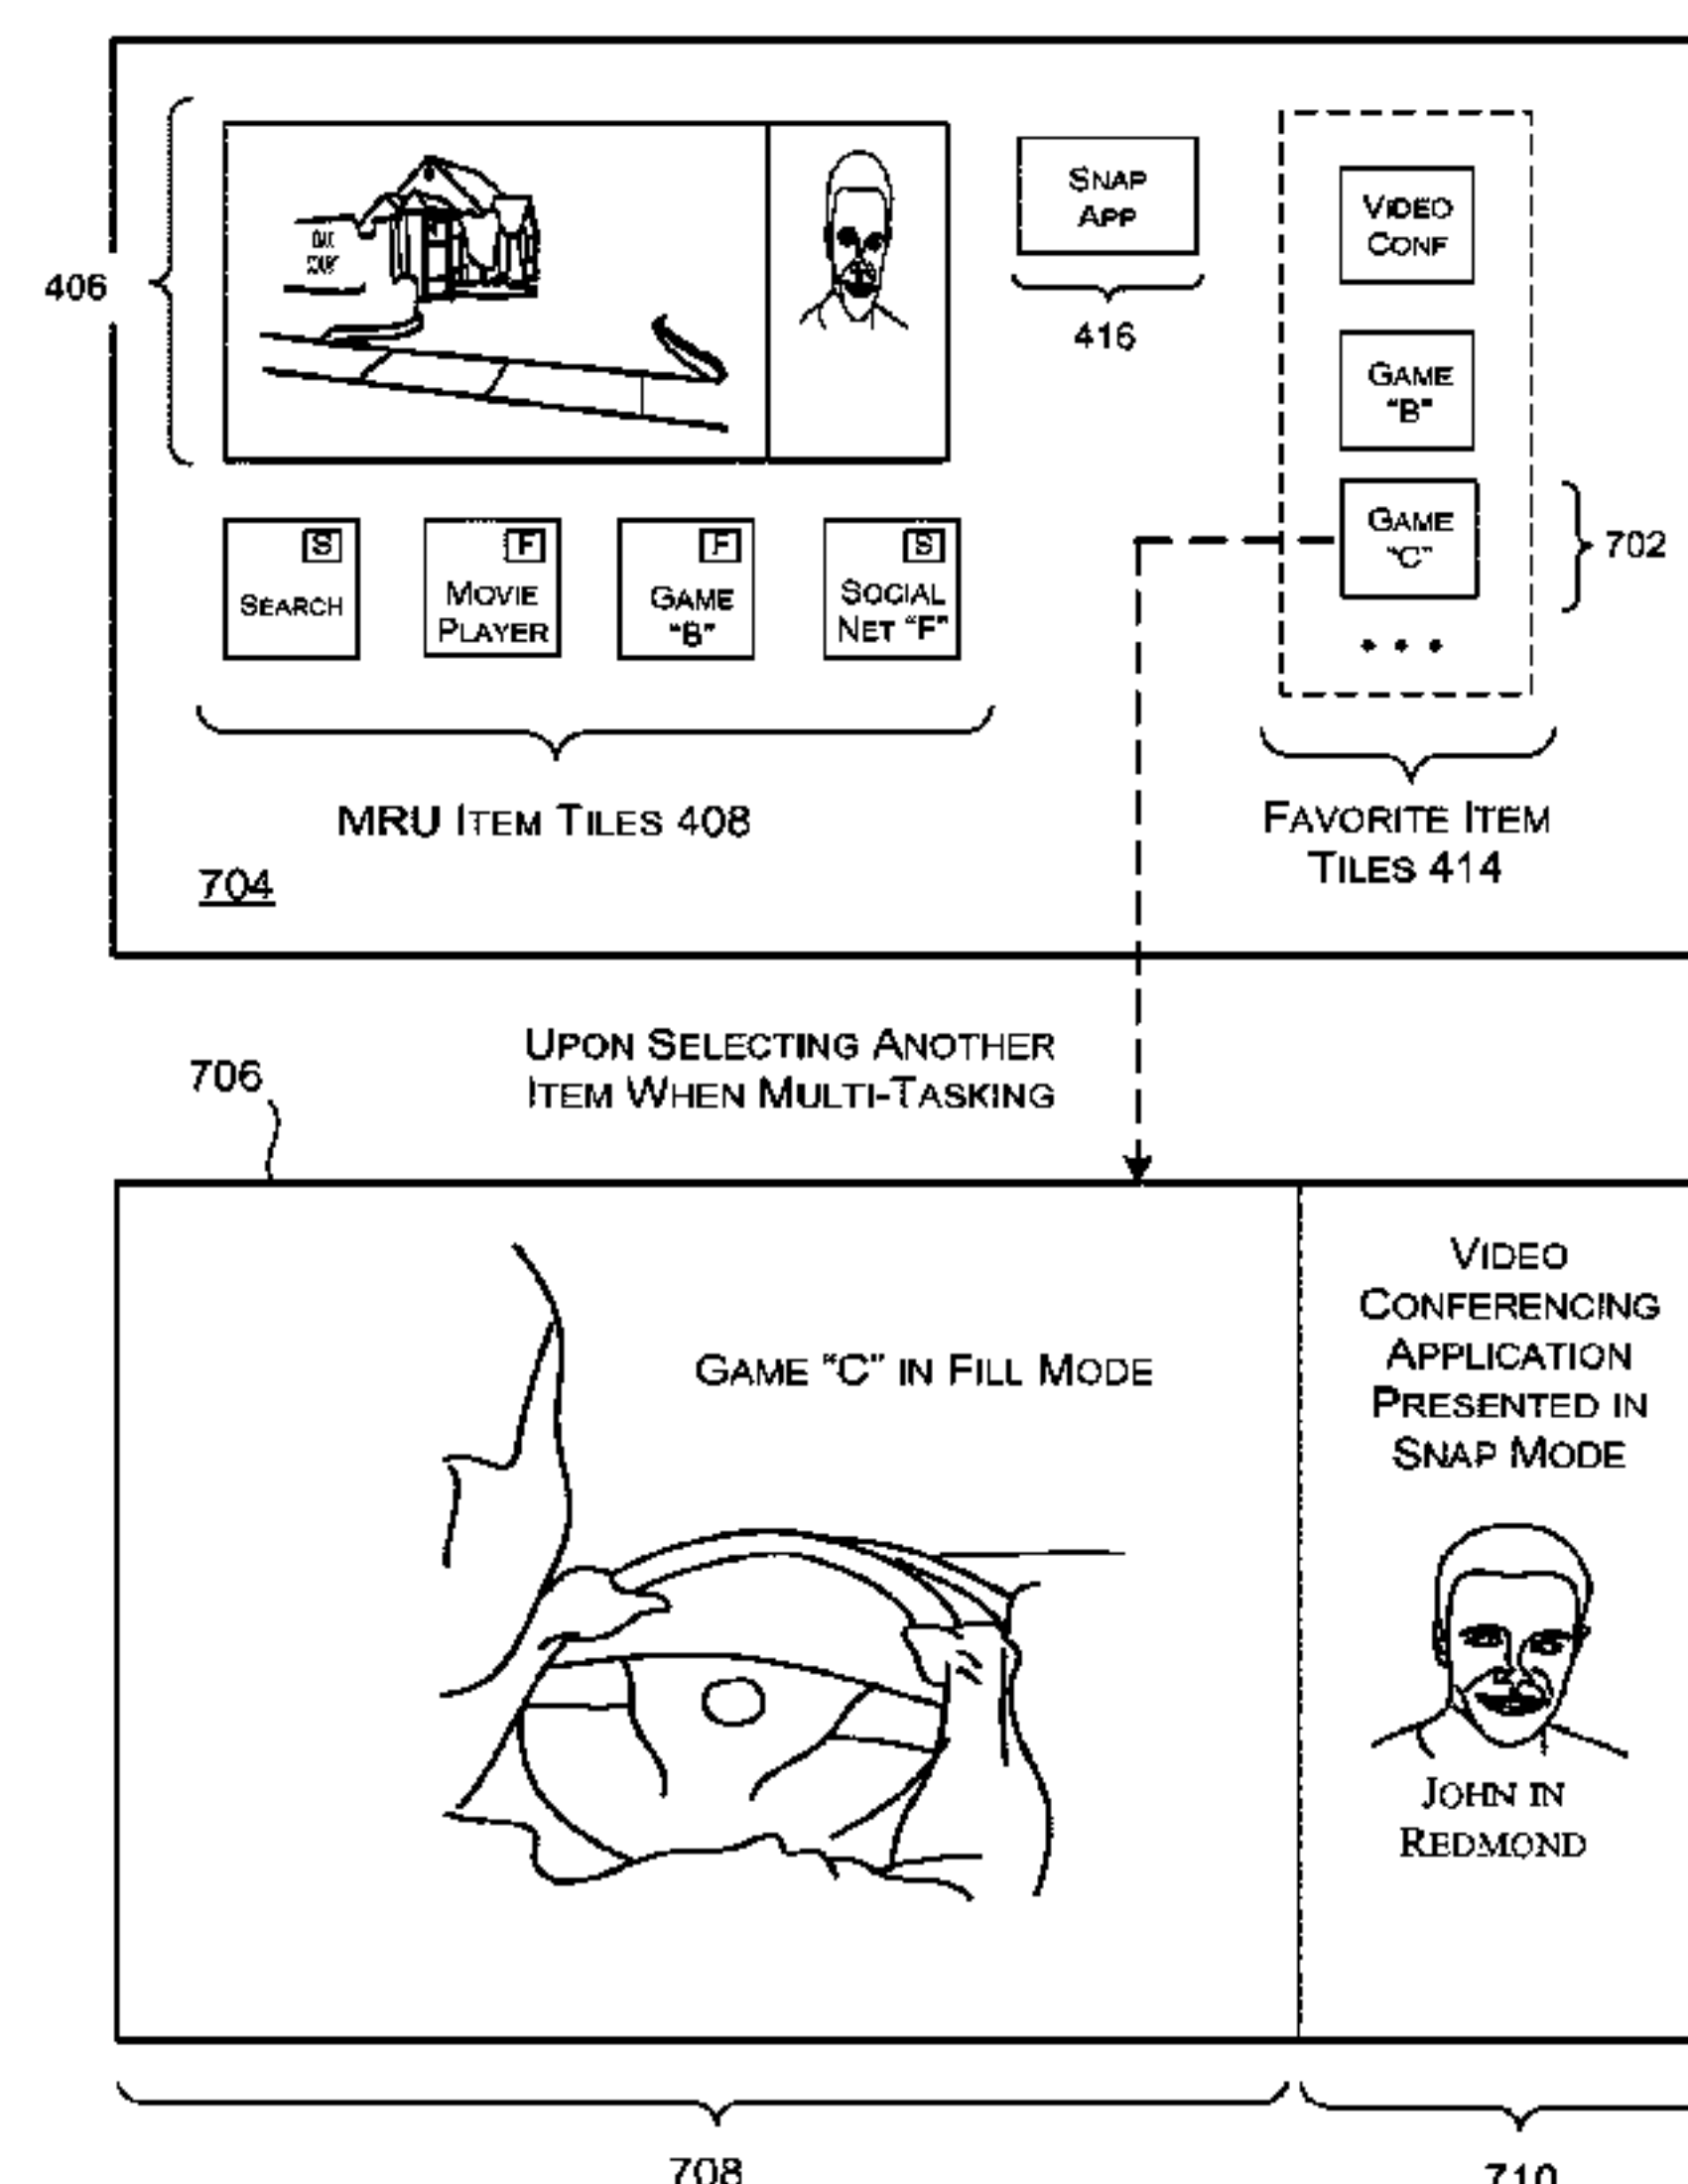 406
SNAP
APP
416
VIDEO
CONF
GAME
"B"
GAME
"C"
702
• • •
S
SEARCH
F
MOVIE
PLAYER
F
GAME
"B"
S
SOCIAL
NET "F"
MRU ITEM TILES 408
FAVORITE ITEM
TILES 414
704
UPON SELECTING ANOTHER
ITEM WHEN MULTI-TASKING
706
GAME "C" IN FILL MODE
VIDEO
CONFERENCING
APPLICATION
PRESENTED IN
SNAP MODE
JOHN IN
REDMOND
708
710